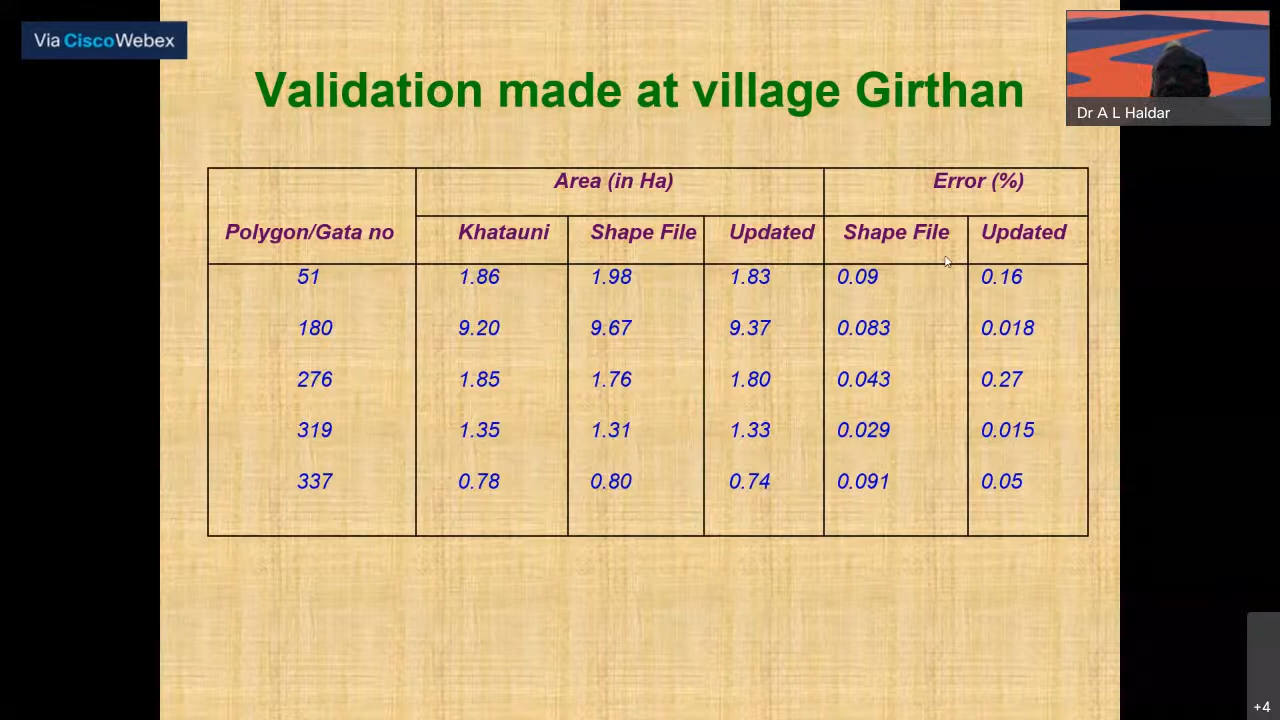 Via CiscoWebex
Validation made at village Girthan
Dr A L Haldar
Area (in Ha) Error (%)
Polygon/Gata no Khatauni Shape File Updated Shape File Updated
51 1.86 1.98 1.83 0.09 0.16
180 9.20 9.67 9.37 0.083 0.018
276 1.85 1.76 1.80 0.043 0.27
319 1.35 1.31 1.33 0.029 0.015
337 0.78 0.80 0.74 0.091 0.05
+4